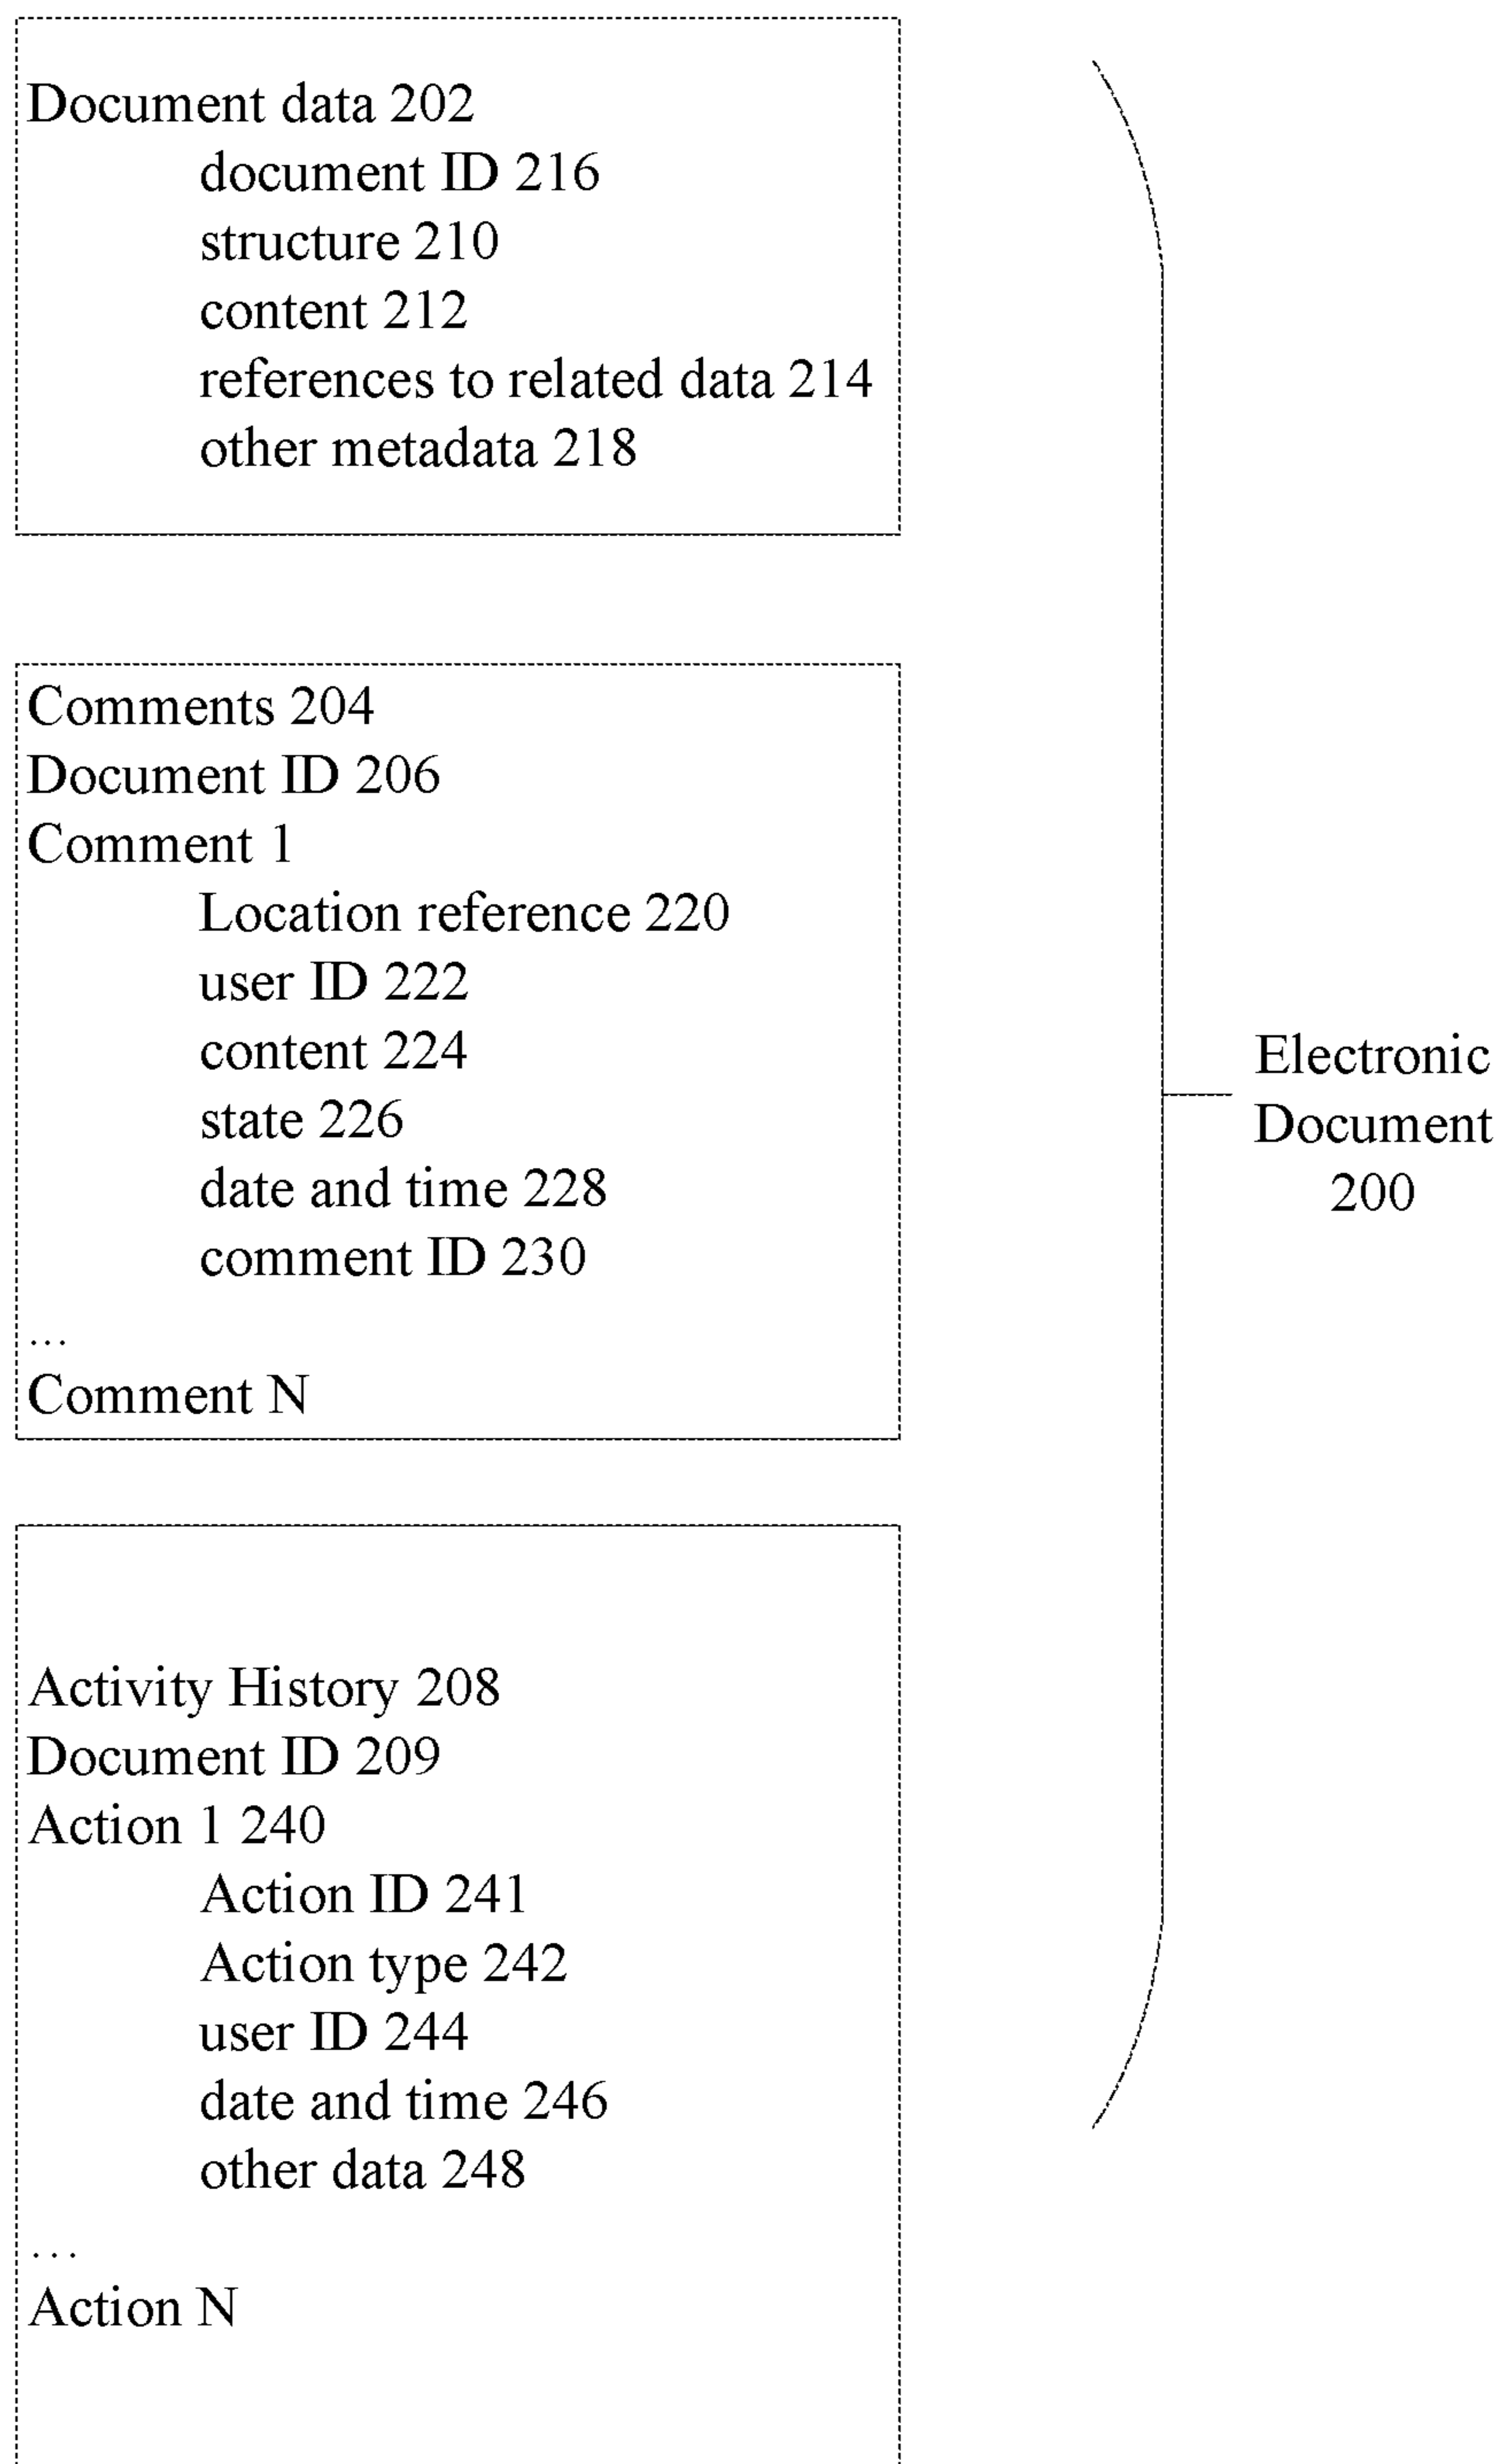 Document data 202
document ID 216
structure 210
content 212
references to related data 214
other metadata 218
Comments 204
Document ID 206
Comment 1
Location reference 220
user ID 222
content 224
state 226
date and time 228
comment ID 230
...
Comment N
Activity History 208
Document ID 209
Action 1 240
Action ID 241
Action type 242
user ID 244
date and time 246
other data 248
...
Action N
Electronic
Document
200